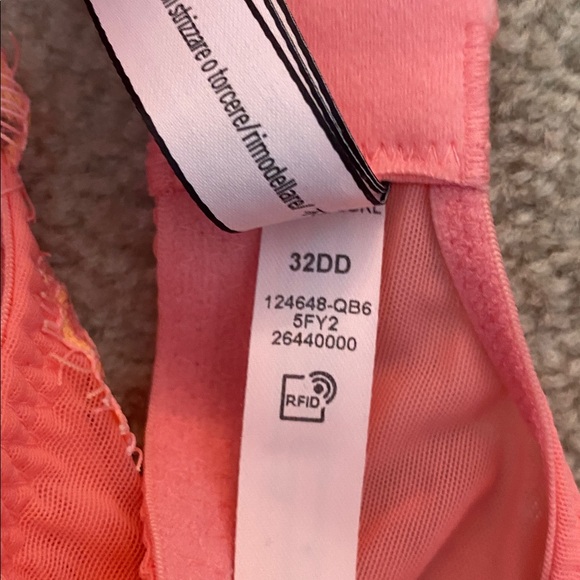 strizzare o torcere/ rimodellare/
32DD
124648-QB6
5FY2
26440000
RFID